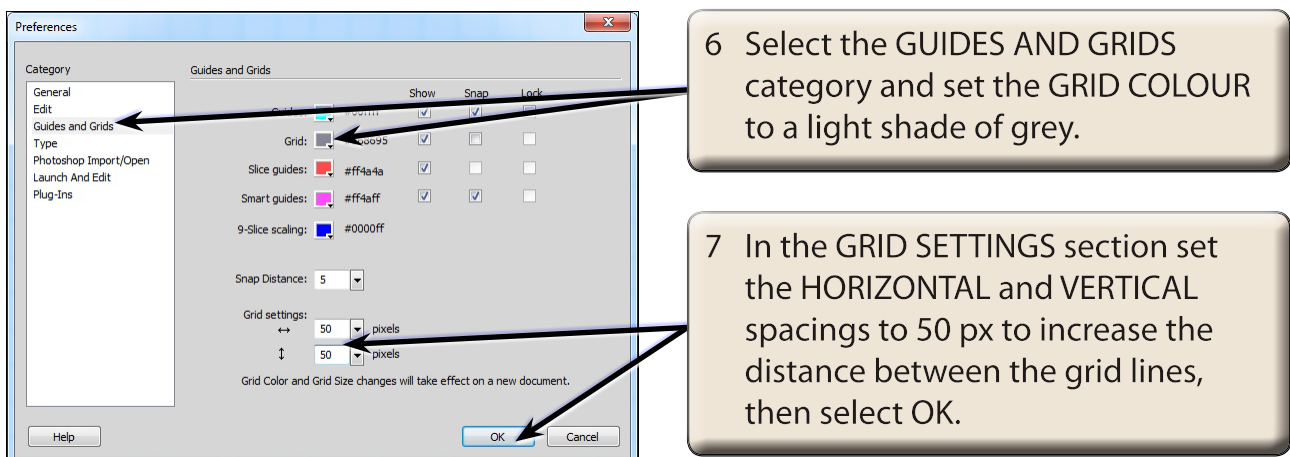 Preferences
Category
General
Edit
Guides and Grids
Type
Photoshop Import/Open
Launch And Edit
Plug-Ins
Guides and Grids
Show Snap Lock
Grid:
Slice guides: #ff4a4a
Smart guides: #ff4aff
9-Slice scaling: #0000ff
Snap Distance: 5
Grid settings:
↔ 50 pixels
↕ 50 pixels
Grid Color and Grid Size changes will take effect on a new document.
Help OK Cancel
6 Select the GUIDES AND GRIDS
category and set the GRID COLOUR
to a light shade of grey.
7 In the GRID SETTINGS section set
the HORIZONTAL and VERTICAL
spacings to 50 px to increase the
distance between the grid lines,
then select OK.